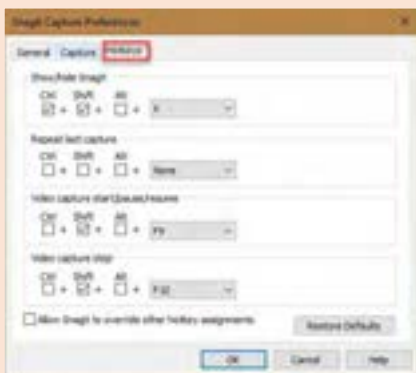 Snagit Capture Preferences
General Capture Hotkeys
Show/hide Snagit
Ctrl Shift Alt
+ + + X
Repeat last capture
Ctrl Shift Alt
+ + + None
Video capture start/pause/resume
Ctrl Shift Alt
+ + + F9
Video capture stop
Ctrl Shift Alt
+ + + F10
Allow Snagit to override other hotkey assignments
Restore Defaults
OK Cancel Help